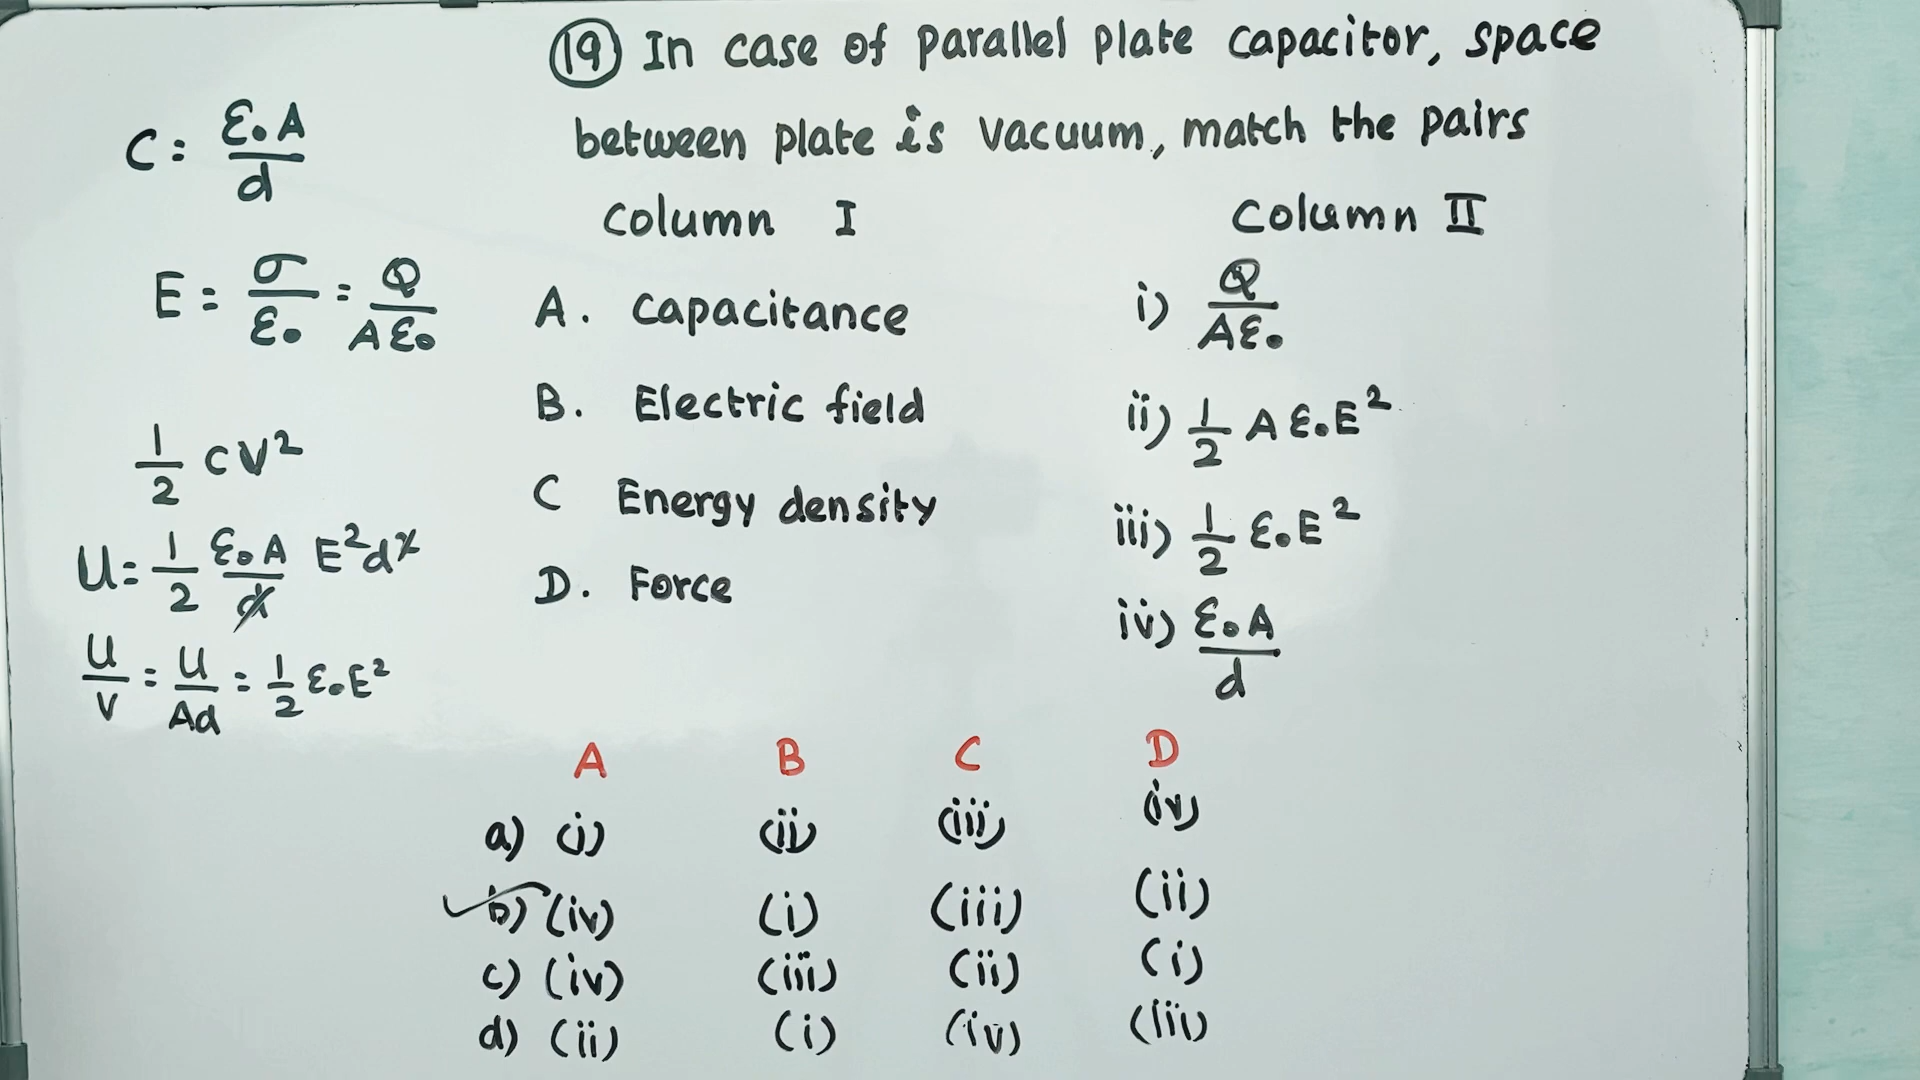 (19) In case of parallel plate capacitor, space
between plate is vacuum, match the pairs
Column I Column II
A. capacitance i) Q/Aε₀
B. Electric field ii) 1/2 A ε₀E²
C Energy density iii) 1/2 ε₀E²
D. Force iv) ε₀A/d
A B C D
a) (i) (ii) (iii) (iv)
b) (iv) (i) (iii) (ii)
c) (iv) (iii) (ii) (i)
d) (ii) (i) (iv) (iii)
C = ε₀A/d
E = σ/ε₀ = Q/Aε₀
1/2 CV²
U = 1/2 ε₀A/d E²d²
U/V = U/Ad = 1/2 ε₀E²